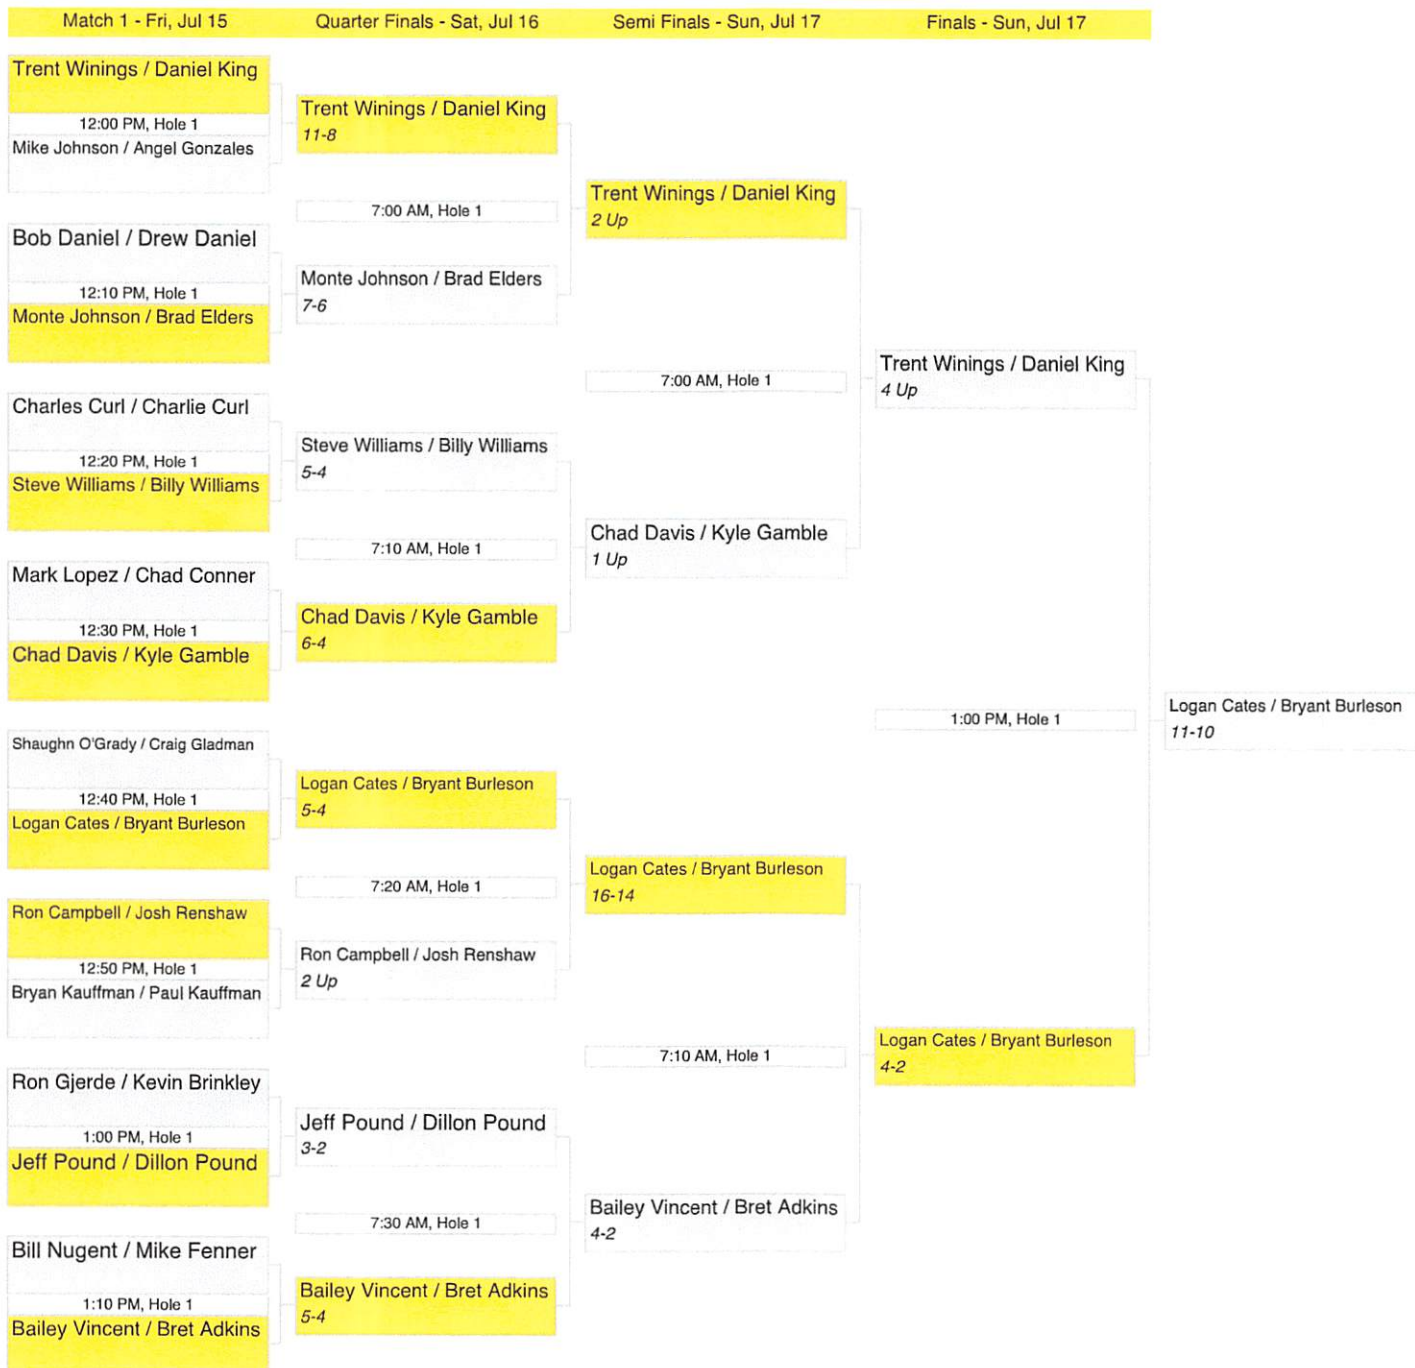 Match 1 - Fri, Jul 15
Quarter Finals - Sat, Jul 16
Semi Finals - Sun, Jul 17
Finals - Sun, Jul 17
Trent Winings / Daniel King
12:00 PM, Hole 1
Mike Johnson / Angel Gonzales
Bob Daniel / Drew Daniel
12:10 PM, Hole 1
Monte Johnson / Brad Elders
Charles Curl / Charlie Curl
12:20 PM, Hole 1
Steve Williams / Billy Williams
Mark Lopez / Chad Conner
12:30 PM, Hole 1
Chad Davis / Kyle Gamble
Shaughn O'Grady / Craig Gladman
12:40 PM, Hole 1
Logan Cates / Bryant Burleson
Ron Campbell / Josh Renshaw
12:50 PM, Hole 1
Bryan Kauffman / Paul Kauffman
Ron Gjerde / Kevin Brinkley
1:00 PM, Hole 1
Jeff Pound / Dillon Pound
Bill Nugent / Mike Fenner
1:10 PM, Hole 1
Bailey Vincent / Bret Adkins
Trent Winings / Daniel King
11-8
7:00 AM, Hole 1
Monte Johnson / Brad Elders
7-6
Steve Williams / Billy Williams
5-4
7:10 AM, Hole 1
Chad Davis / Kyle Gamble
6-4
Logan Cates / Bryant Burleson
5-4
7:20 AM, Hole 1
Ron Campbell / Josh Renshaw
2 Up
Jeff Pound / Dillon Pound
3-2
7:30 AM, Hole 1
Bailey Vincent / Bret Adkins
5-4
Trent Winings / Daniel King
2 Up
7:00 AM, Hole 1
Chad Davis / Kyle Gamble
1 Up
Logan Cates / Bryant Burleson
16-14
7:10 AM, Hole 1
Bailey Vincent / Bret Adkins
4-2
Trent Winings / Daniel King
4 Up
1:00 PM, Hole 1
Logan Cates / Bryant Burleson
4-2
Logan Cates / Bryant Burleson
11-10